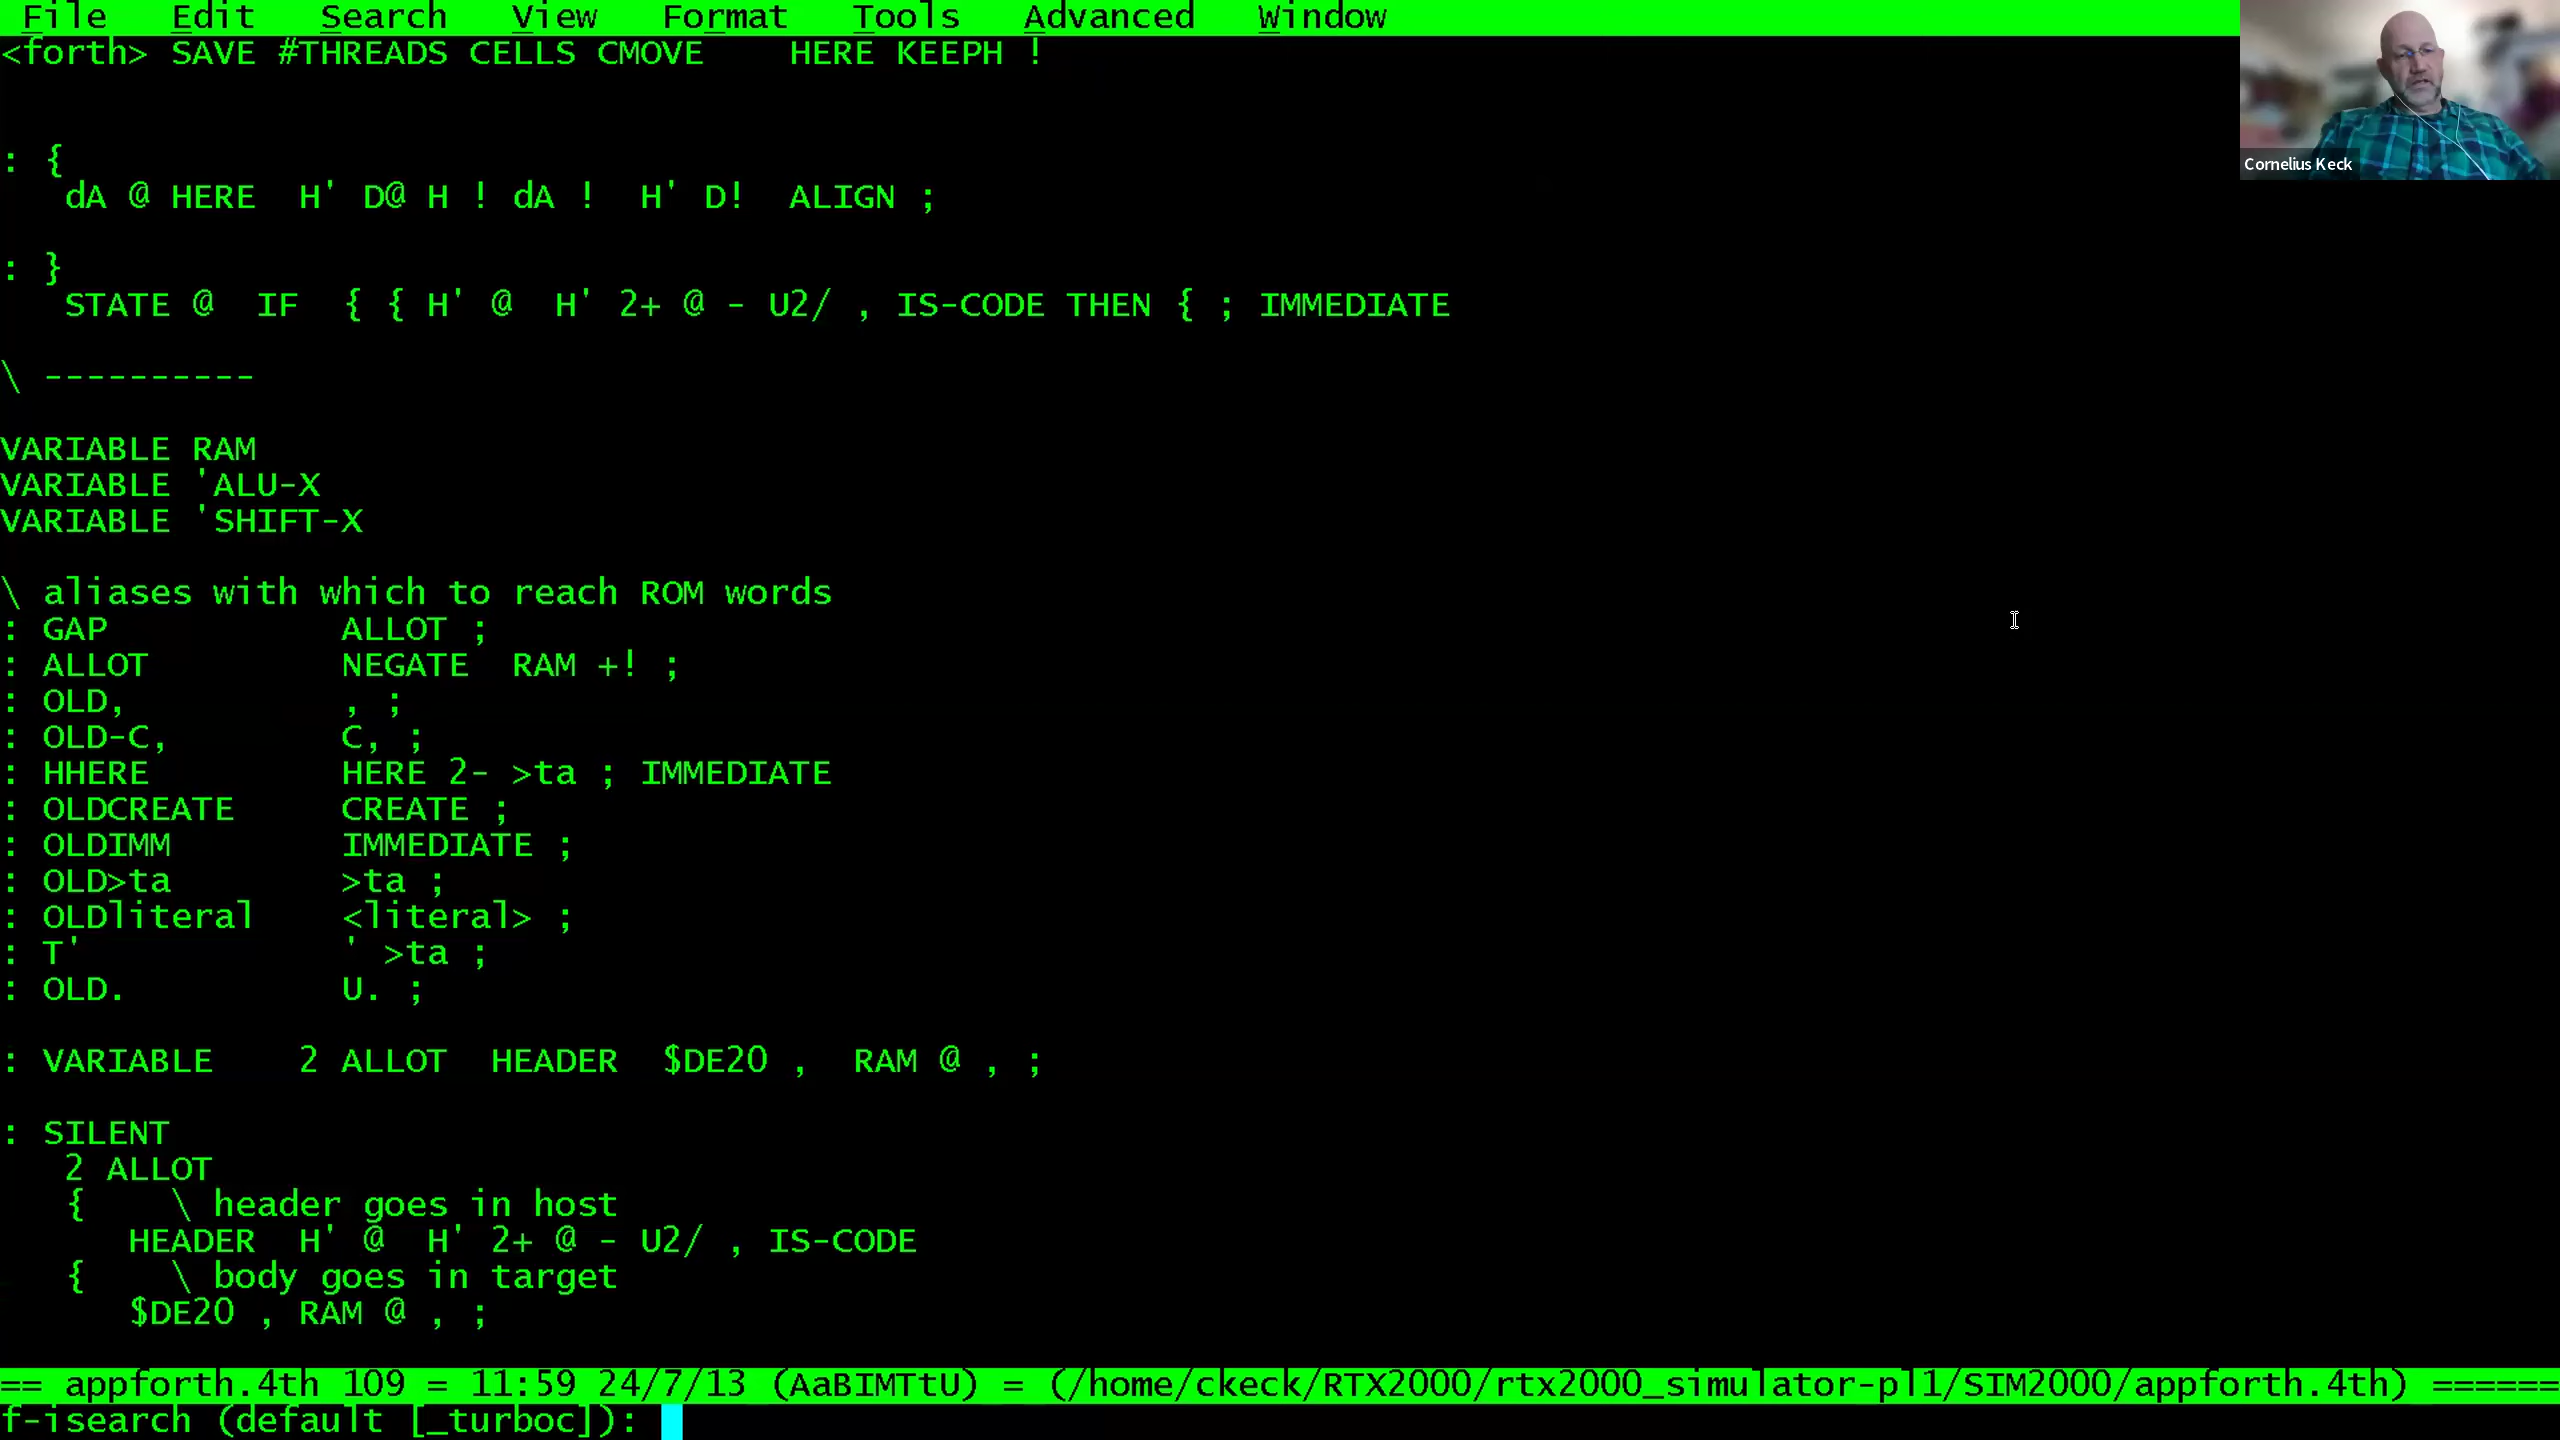 File Edit Search View Format Tools Advanced Window
<forth> SAVE #THREADS CELLS CMOVE HERE KEEPH !
Cornelius Keck
: {
dA @ HERE H' D@ H ! dA ! H' D! ALIGN ;
: }
STATE @ IF { { H' @ H' 2+ @ - U2/ , IS-CODE THEN { ; IMMEDIATE
\ ----------
VARIABLE RAM
VARIABLE 'ALU-X
VARIABLE 'SHIFT-X
\ aliases with which to reach ROM words
: GAP ALLOT ;
: ALLOT NEGATE RAM +! ;
: OLD, , ;
: OLD-C, C, ;
: HHERE HERE 2- >ta ; IMMEDIATE
: OLDCREATE CREATE ;
: OLDIMM IMMEDIATE ;
: OLD>ta >ta ;
: OLDliteral <literal> ;
: T' ' >ta ;
: OLD. U. ;
: VARIABLE 2 ALLOT HEADER $DE20 , RAM @ , ;
: SILENT
2 ALLOT
{ \ header goes in host
HEADER H' @ H' 2+ @ - U2/ , IS-CODE
{ \ body goes in target
$DE20 , RAM @ , ;
== appforth.4th 109 = 11:59 24/7/13 (AaBIMTtU) = (/home/ckeck/RTX2000/rtx2000_simulator-pl1/SIM2000/appforth.4th) ======
f-isearch (default [_turboc]):